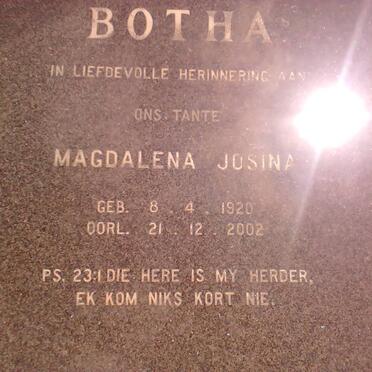 BOTHA
IN LIEFDEVOLLE HERINNERING AAN
ONS TANTE
MAGDALENA JOSINA
GEB. 8 . 4 . 1920
OORL. 21 . 12 . 2002
PS. 23:1 DIE HERE IS MY HERDER,
EK KOM NIKS KORT NIE.